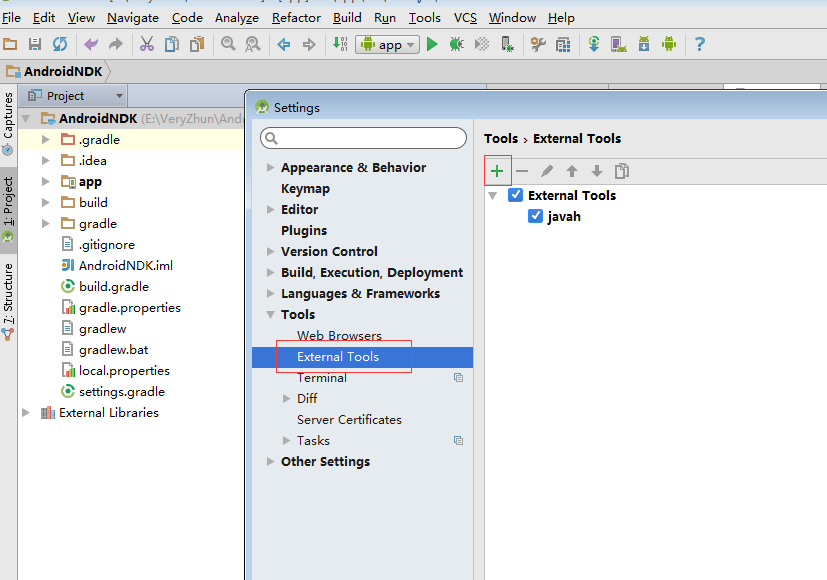 File Edit View Navigate Code Analyze Refactor Build Run Tools VCS Window Help
app
AndroidNDK
Captures
1: Project
7: Structure
Project
AndroidNDK (E:\VeryZhun\And
.gradle
.idea
app
build
gradle
.gitignore
AndroidNDK.iml
build.gradle
gradle.properties
gradlew
gradlew.bat
local.properties
settings.gradle
External Libraries
Settings
Appearance & Behavior
Keymap
Editor
Plugins
Version Control
Build, Execution, Deployment
Languages & Frameworks
Tools
Web Browsers
External Tools
Terminal
Diff
Server Certificates
Tasks
Other Settings
Tools › External Tools
External Tools
javah